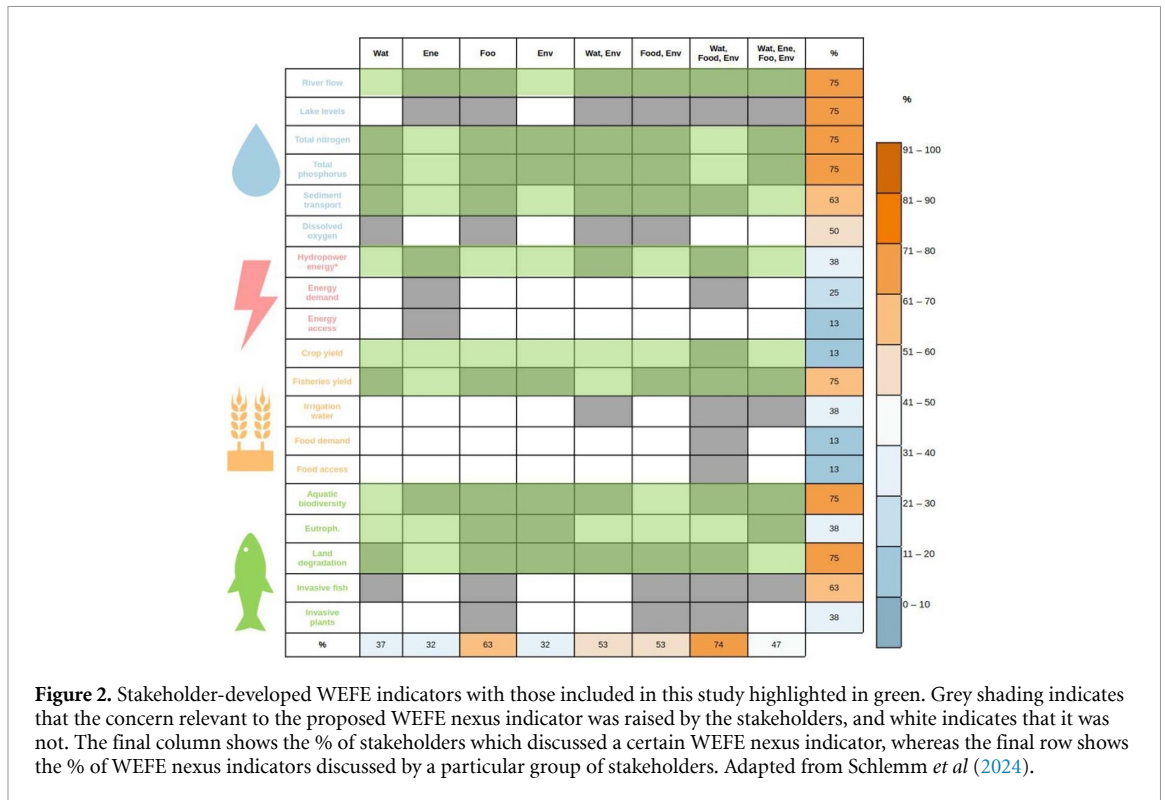 Wat Ene Foo Env Wat, Env Food, Env Wat, Food, Env Wat, Ene, Foo, Env %
River flow 75
Lake levels 75
Total nitrogen 75
Total phosphorus 75
Sediment transport 63
Dissolved oxygen 50
Hydropower energy* 38
Energy demand 25
Energy access 13
Crop yield 13
Fisheries yield 75
Irrigation water 38
Food demand 13
Food access 13
Aquatic biodiversity 75
Eutroph. 38
Land degradation 75
Invasive fish 63
Invasive plants 38
% 37 32 63 32 53 53 74 47
%
91 – 100
81 – 90
71 – 80
61 – 70
51 – 60
41 – 50
31 – 40
21 – 30
11 – 20
0 – 10
Figure 2. Stakeholder-developed WEFE indicators with those included in this study highlighted in green. Grey shading indicates
that the concern relevant to the proposed WEFE nexus indicator was raised by the stakeholders, and white indicates that it was
not. The final column shows the % of stakeholders which discussed a certain WEFE nexus indicator, whereas the final row shows
the % of WEFE nexus indicators discussed by a particular group of stakeholders. Adapted from Schlemm et al (2024).